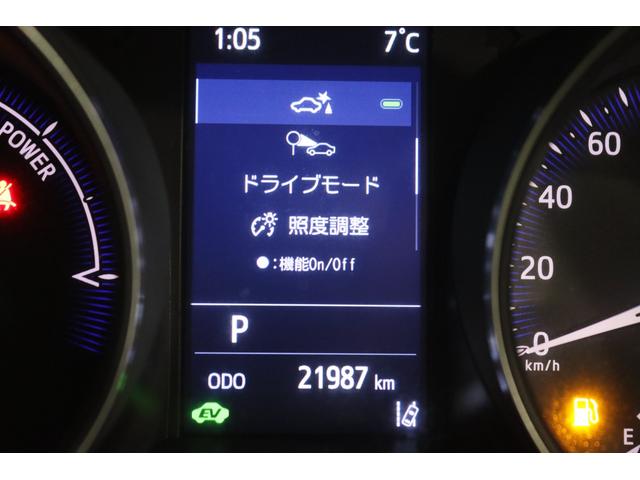 1:05 7°C
POWER
ドライブモード
照度調整
●:機能On/Off
60
40
20
0
km/h
P
ODO 21987 km
EV
E